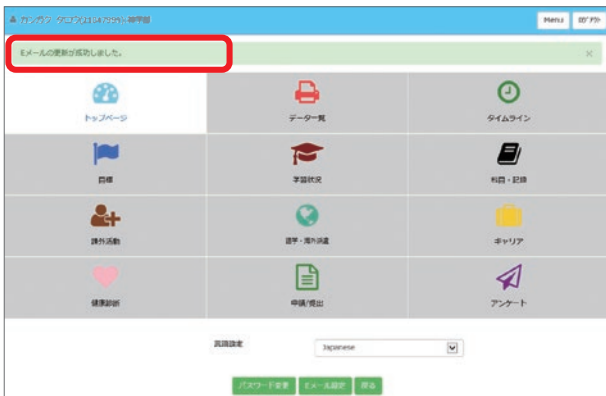 Menu ログアウト
Eメールの更新が成功しました。 ×
トップページ データ一覧 タイムライン
目標 学習状況 科目・記録
課外活動 語学・海外派遣 キャリア
健康診断 申請/提出 アンケート
言語設定 Japanese
パスワード変更 Eメール設定 戻る